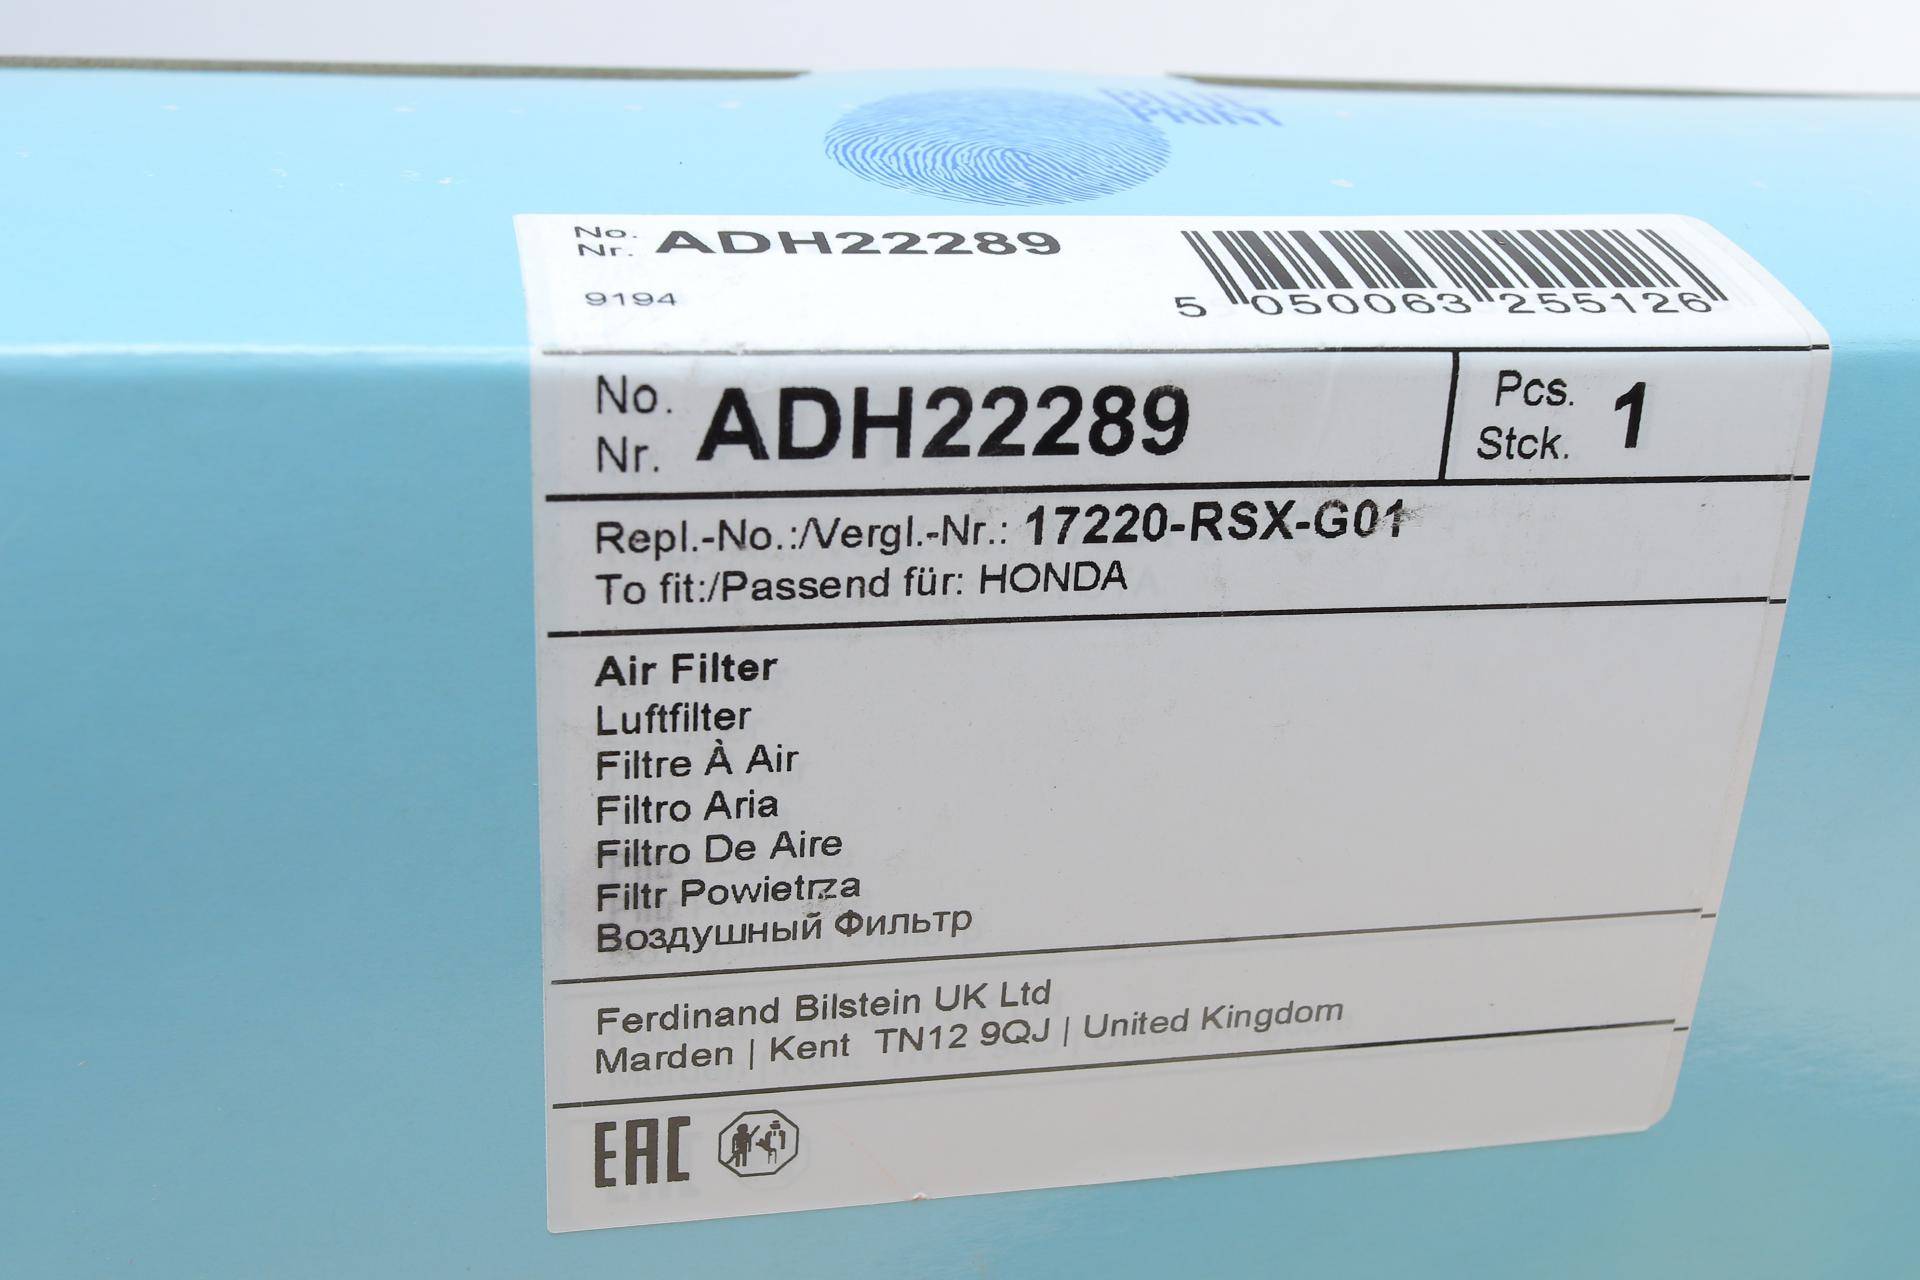 BLUE
PRINT
No.
Nr. ADH22289
9194
5 050063 255126
No.
Nr. ADH22289
Pcs.
Stck. 1
Repl.-No.:/Vergl.-Nr.: 17220-RSX-G01
To fit:/Passend für: HONDA
Air Filter
Luftfilter
Filtre À Air
Filtro Aria
Filtro De Aire
Filtr Powietrza
Воздушный Фильтр
Ferdinand Bilstein UK Ltd
Marden | Kent TN12 9QJ | United Kingdom
EAC